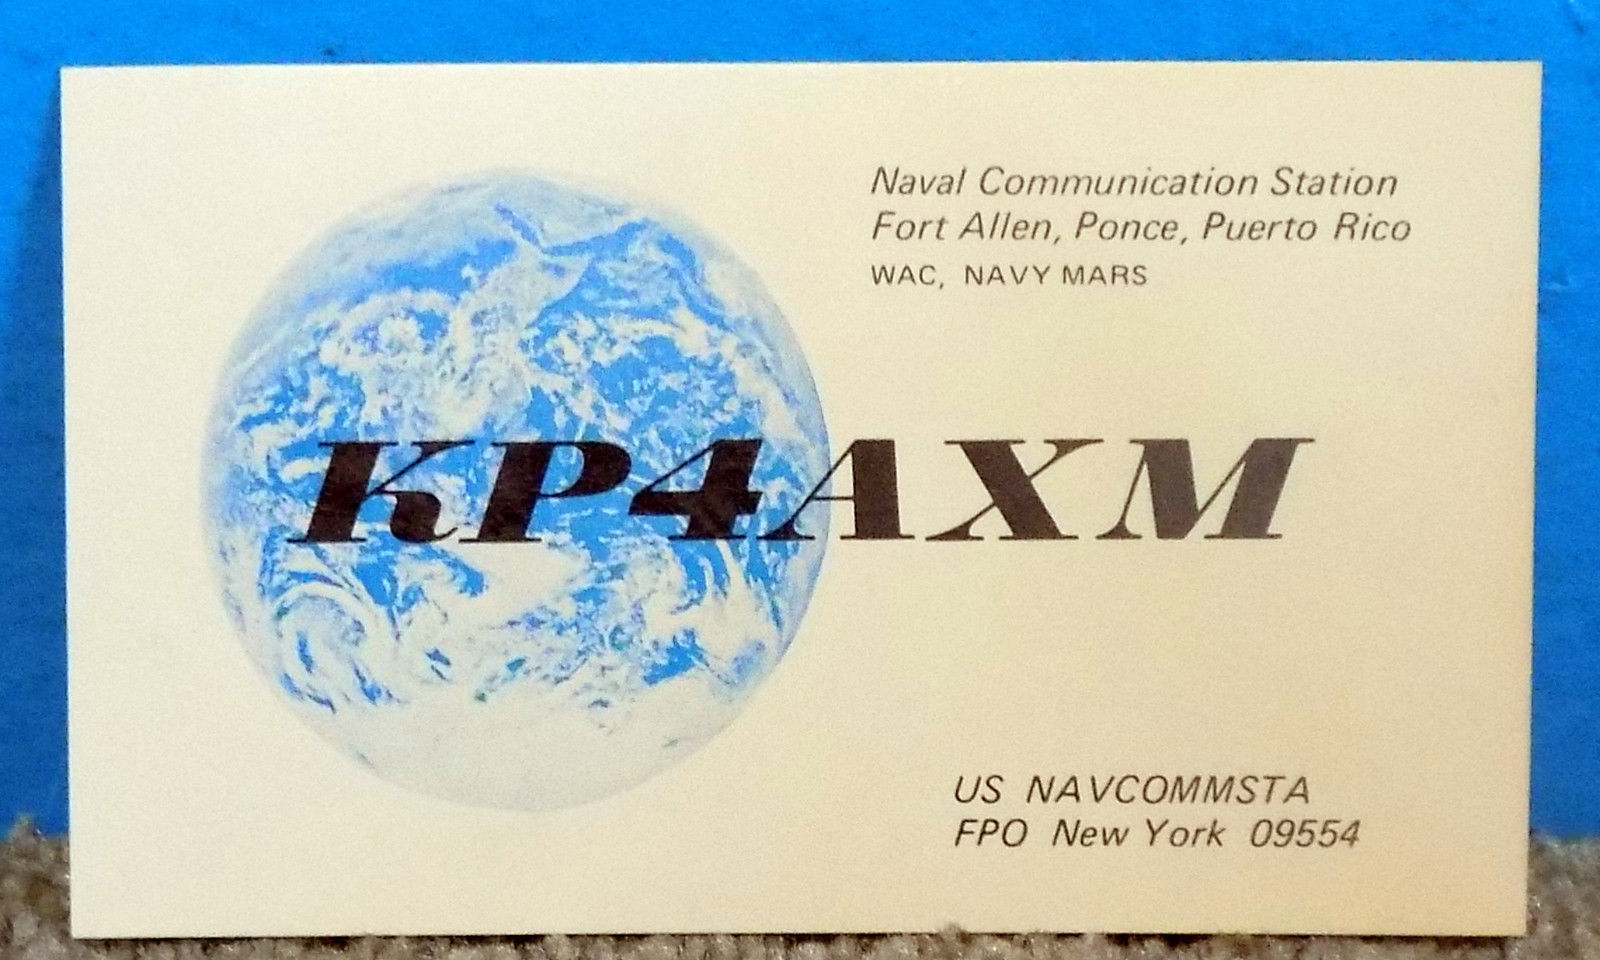 Naval Communication Station
Fort Allen, Ponce, Puerto Rico
WAC, NAVY MARS
KP4AXM
US NAVCOMMSTA
FPO New York 09554